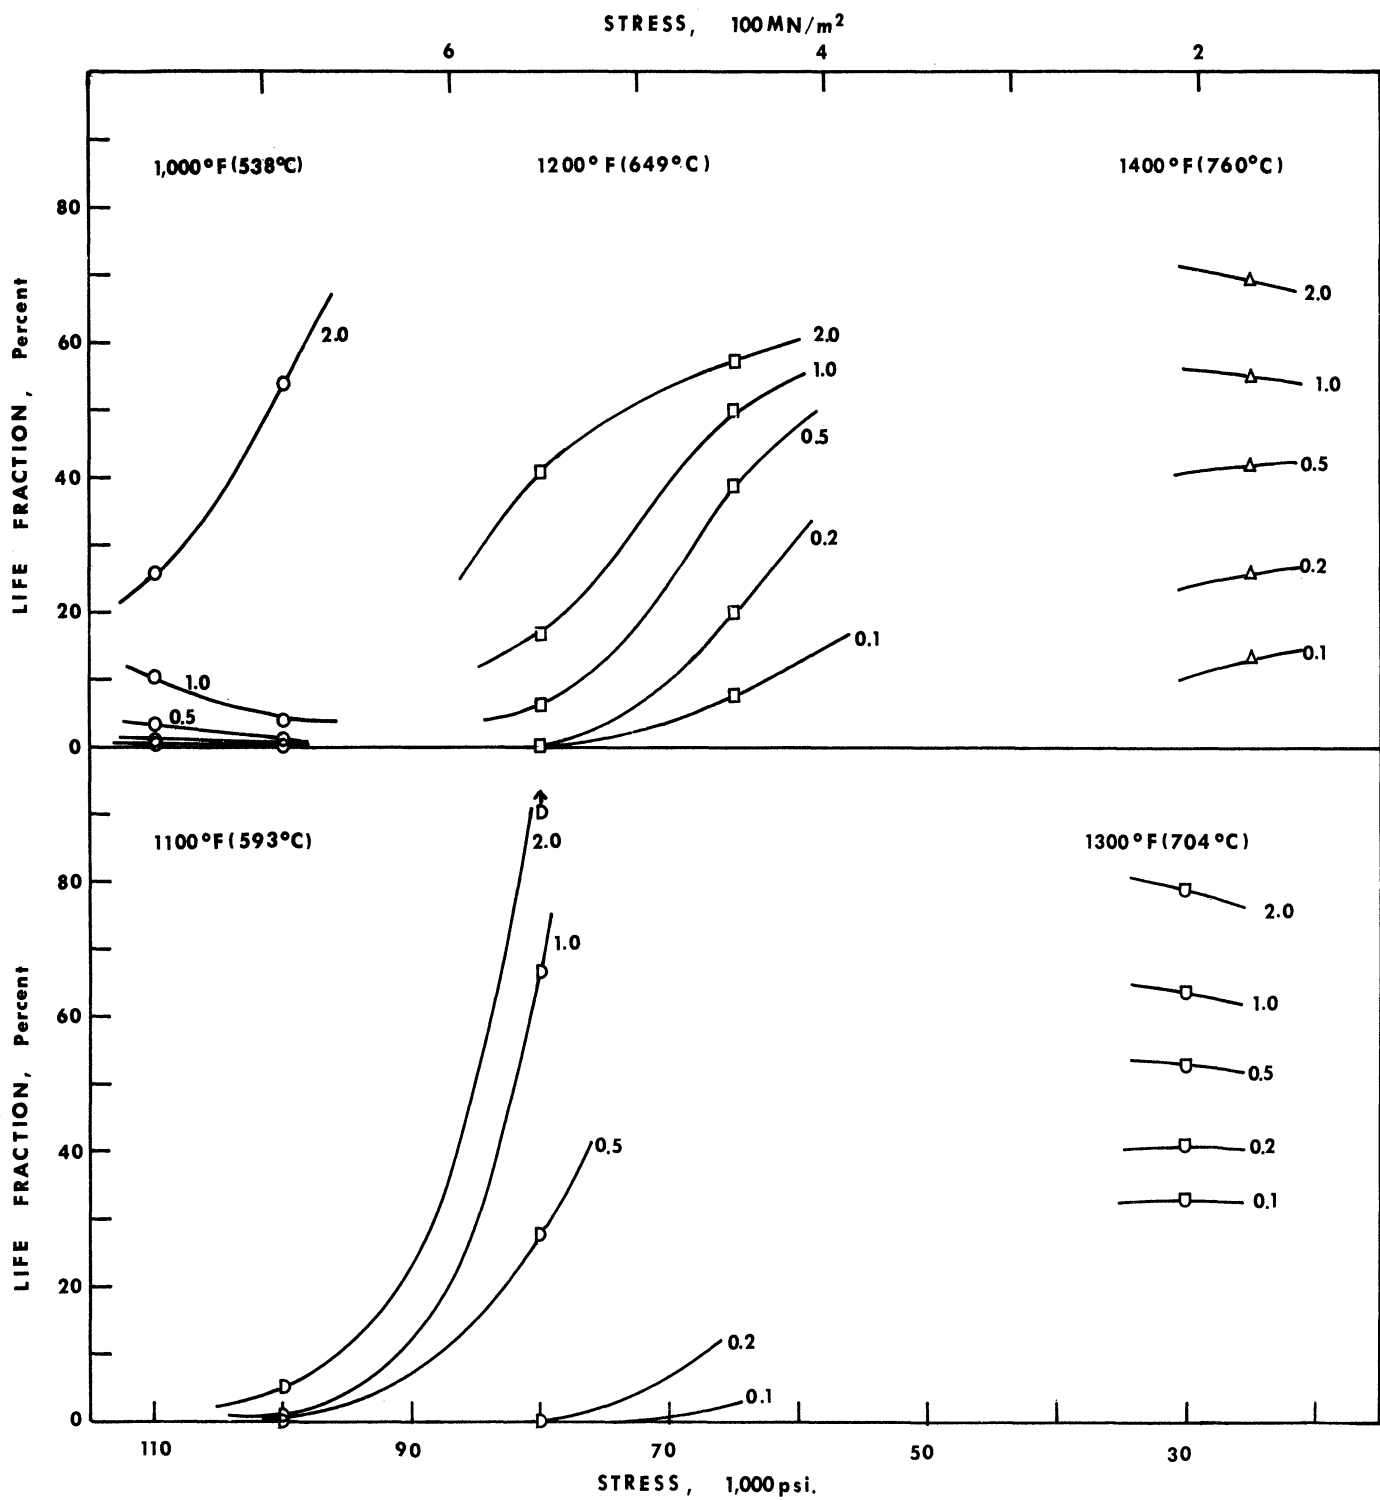 STRESS, 100 MN/m²
6 4 2
1,000°F(538°C) 1200°F(649°C) 1400°F(760°C)
LIFE FRACTION, Percent
80
60
40
20
0
2.0
1.0
0.5
2.0
1.0
0.5
0.2
0.1
2.0
1.0
0.5
0.2
0.1
1100°F(593°C) 1300°F(704°C)
LIFE FRACTION, Percent
80
60
40
20
0
D
2.0
1.0
D
0.5
D
0.2
0.1
D
D
D
D
2.0
1.0
0.5
0.2
0.1
110 90 70 50 30
STRESS, 1,000 psi.